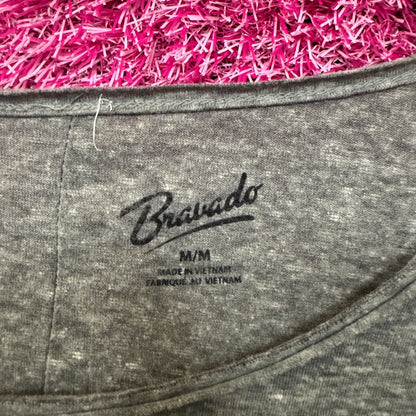 Bravado
M/M
MADE IN VIETNAM
FABRIQUÉ AU VIETNAM